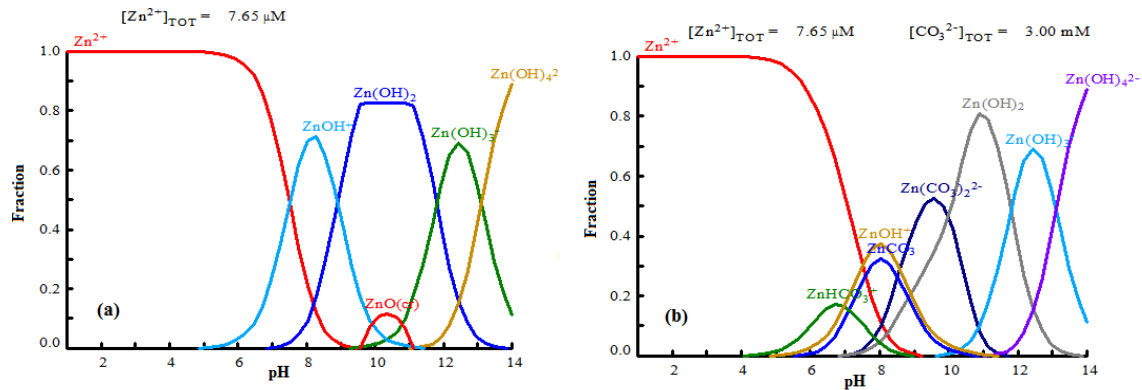 [Zn²⁺]TOT = 7.65 µM
Zn²⁺
1.0
0.8
0.6
0.4
0.2
0.0
Fraction
ZnOH⁺
Zn(OH)₂
Zn(OH)₃⁻
Zn(OH)₄²
ZnO(cr)
(a)
2 4 6 8 10 12 14
pH
[Zn²⁺]TOT = 7.65 µM [CO₃²⁻]TOT = 3.00 mM
Zn²⁺
1.0
0.8
0.6
0.4
0.2
0.0
Fraction
Zn(OH)₄²⁻
Zn(OH)₂
Zn(OH)₃⁻
Zn(CO₃)₂²⁻
ZnOH⁺
ZnCO₃
ZnHCO₃⁺
(b)
2 4 6 8 10 12 14
pH